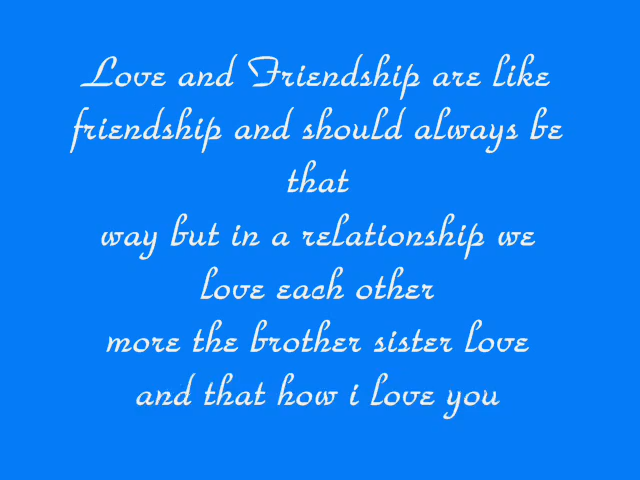 Love and Friendship are like
friendship and should always be
that
way but in a relationship we
love each other
more the brother sister love
and that how i love you